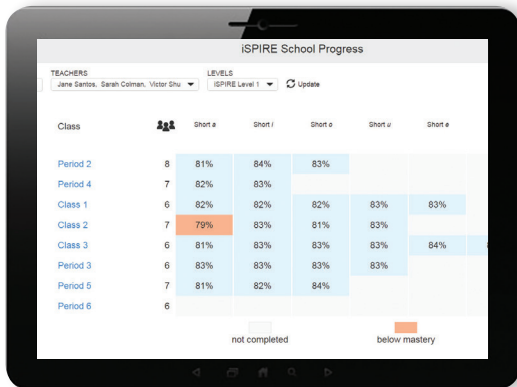 iSPIRE School Progress
TEACHERS LEVELS
Jane Santos, Sarah Colman, Victor Shu iSPIRE Level 1 Update
Class Short a Short i Short o Short u Short e
Period 2 8 81% 84% 83%
Period 4 7 82% 83%
Class 1 6 82% 82% 82% 83% 83%
Class 2 7 79% 83% 81% 83%
Class 3 6 81% 83% 83% 83% 84%
Period 3 6 83% 83% 83% 83%
Period 5 7 81% 82% 84%
Period 6 6
not completed below mastery